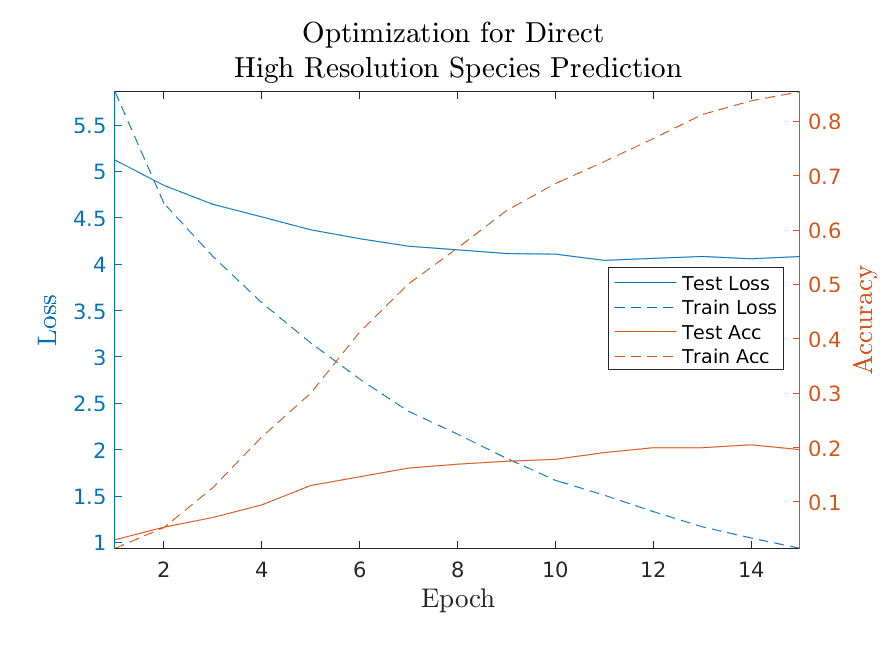 Optimization for Direct
High Resolution Species Prediction
5.5
5
4.5
4
3.5
3
2.5
2
1.5
1
Loss
0.8
0.7
0.6
0.5
0.4
0.3
0.2
0.1
Accuracy
Test Loss
Train Loss
Test Acc
Train Acc
2 4 6 8 10 12 14
Epoch